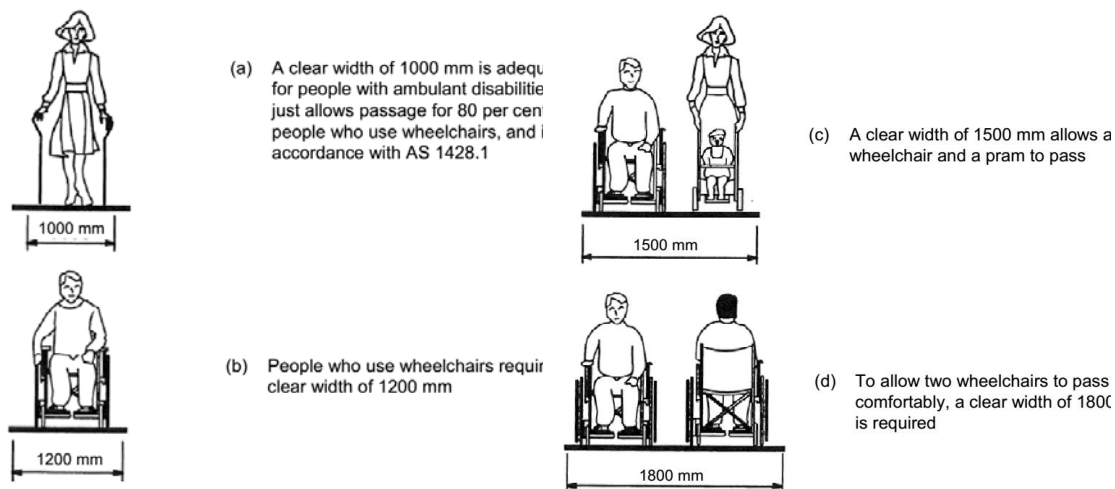 (a) A clear width of 1000 mm is adequ
for people with ambulant disabilitie
just allows passage for 80 per cent
people who use wheelchairs, and i
accordance with AS 1428.1
1000 mm
(b) People who use wheelchairs requir
clear width of 1200 mm
1200 mm
(c) A clear width of 1500 mm allows a
wheelchair and a pram to pass
1500 mm
(d) To allow two wheelchairs to pass
comfortably, a clear width of 1800
is required
1800 mm